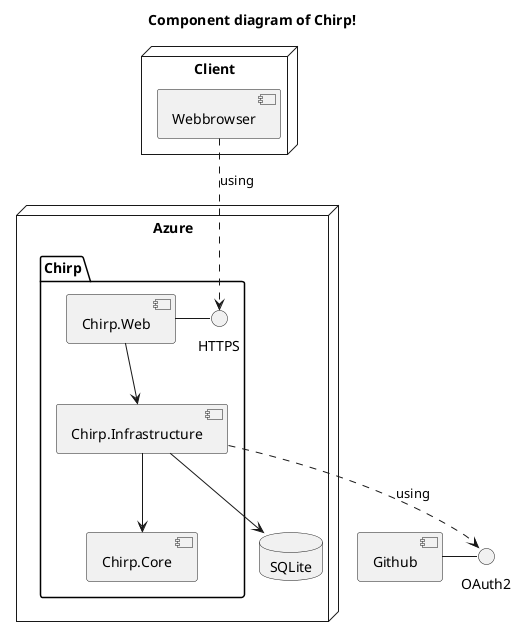 Component diagram of Chirp!
Client
Webbrowser
using
Azure
Chirp
Chirp.Web
HTTPS
Chirp.Infrastructure
using
Chirp.Core
SQLite
Github
OAuth2